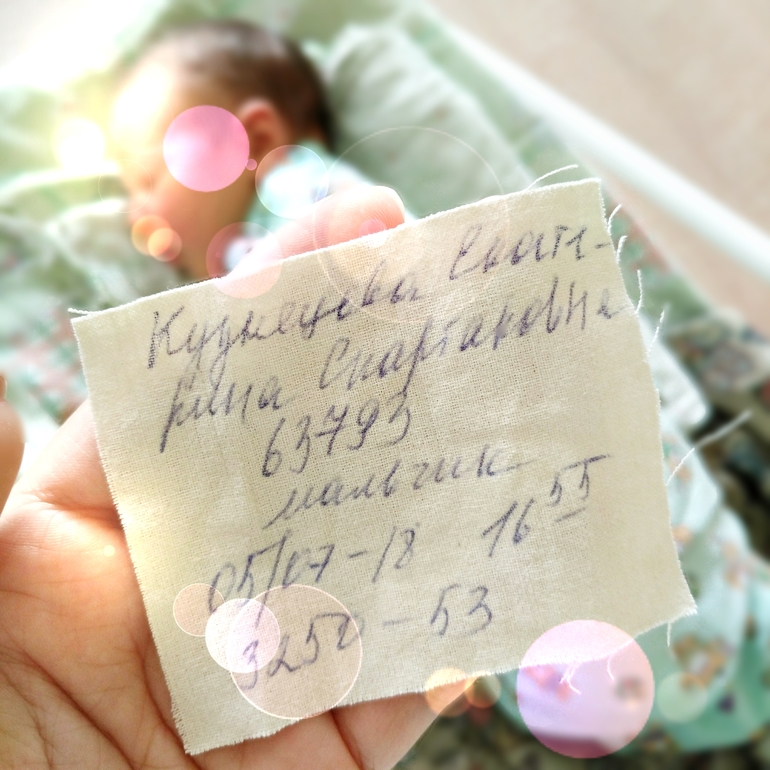 Кузнецова Екате-
рина Спартаковна
63793
мальчик
05/07-18 16 55
3250-53